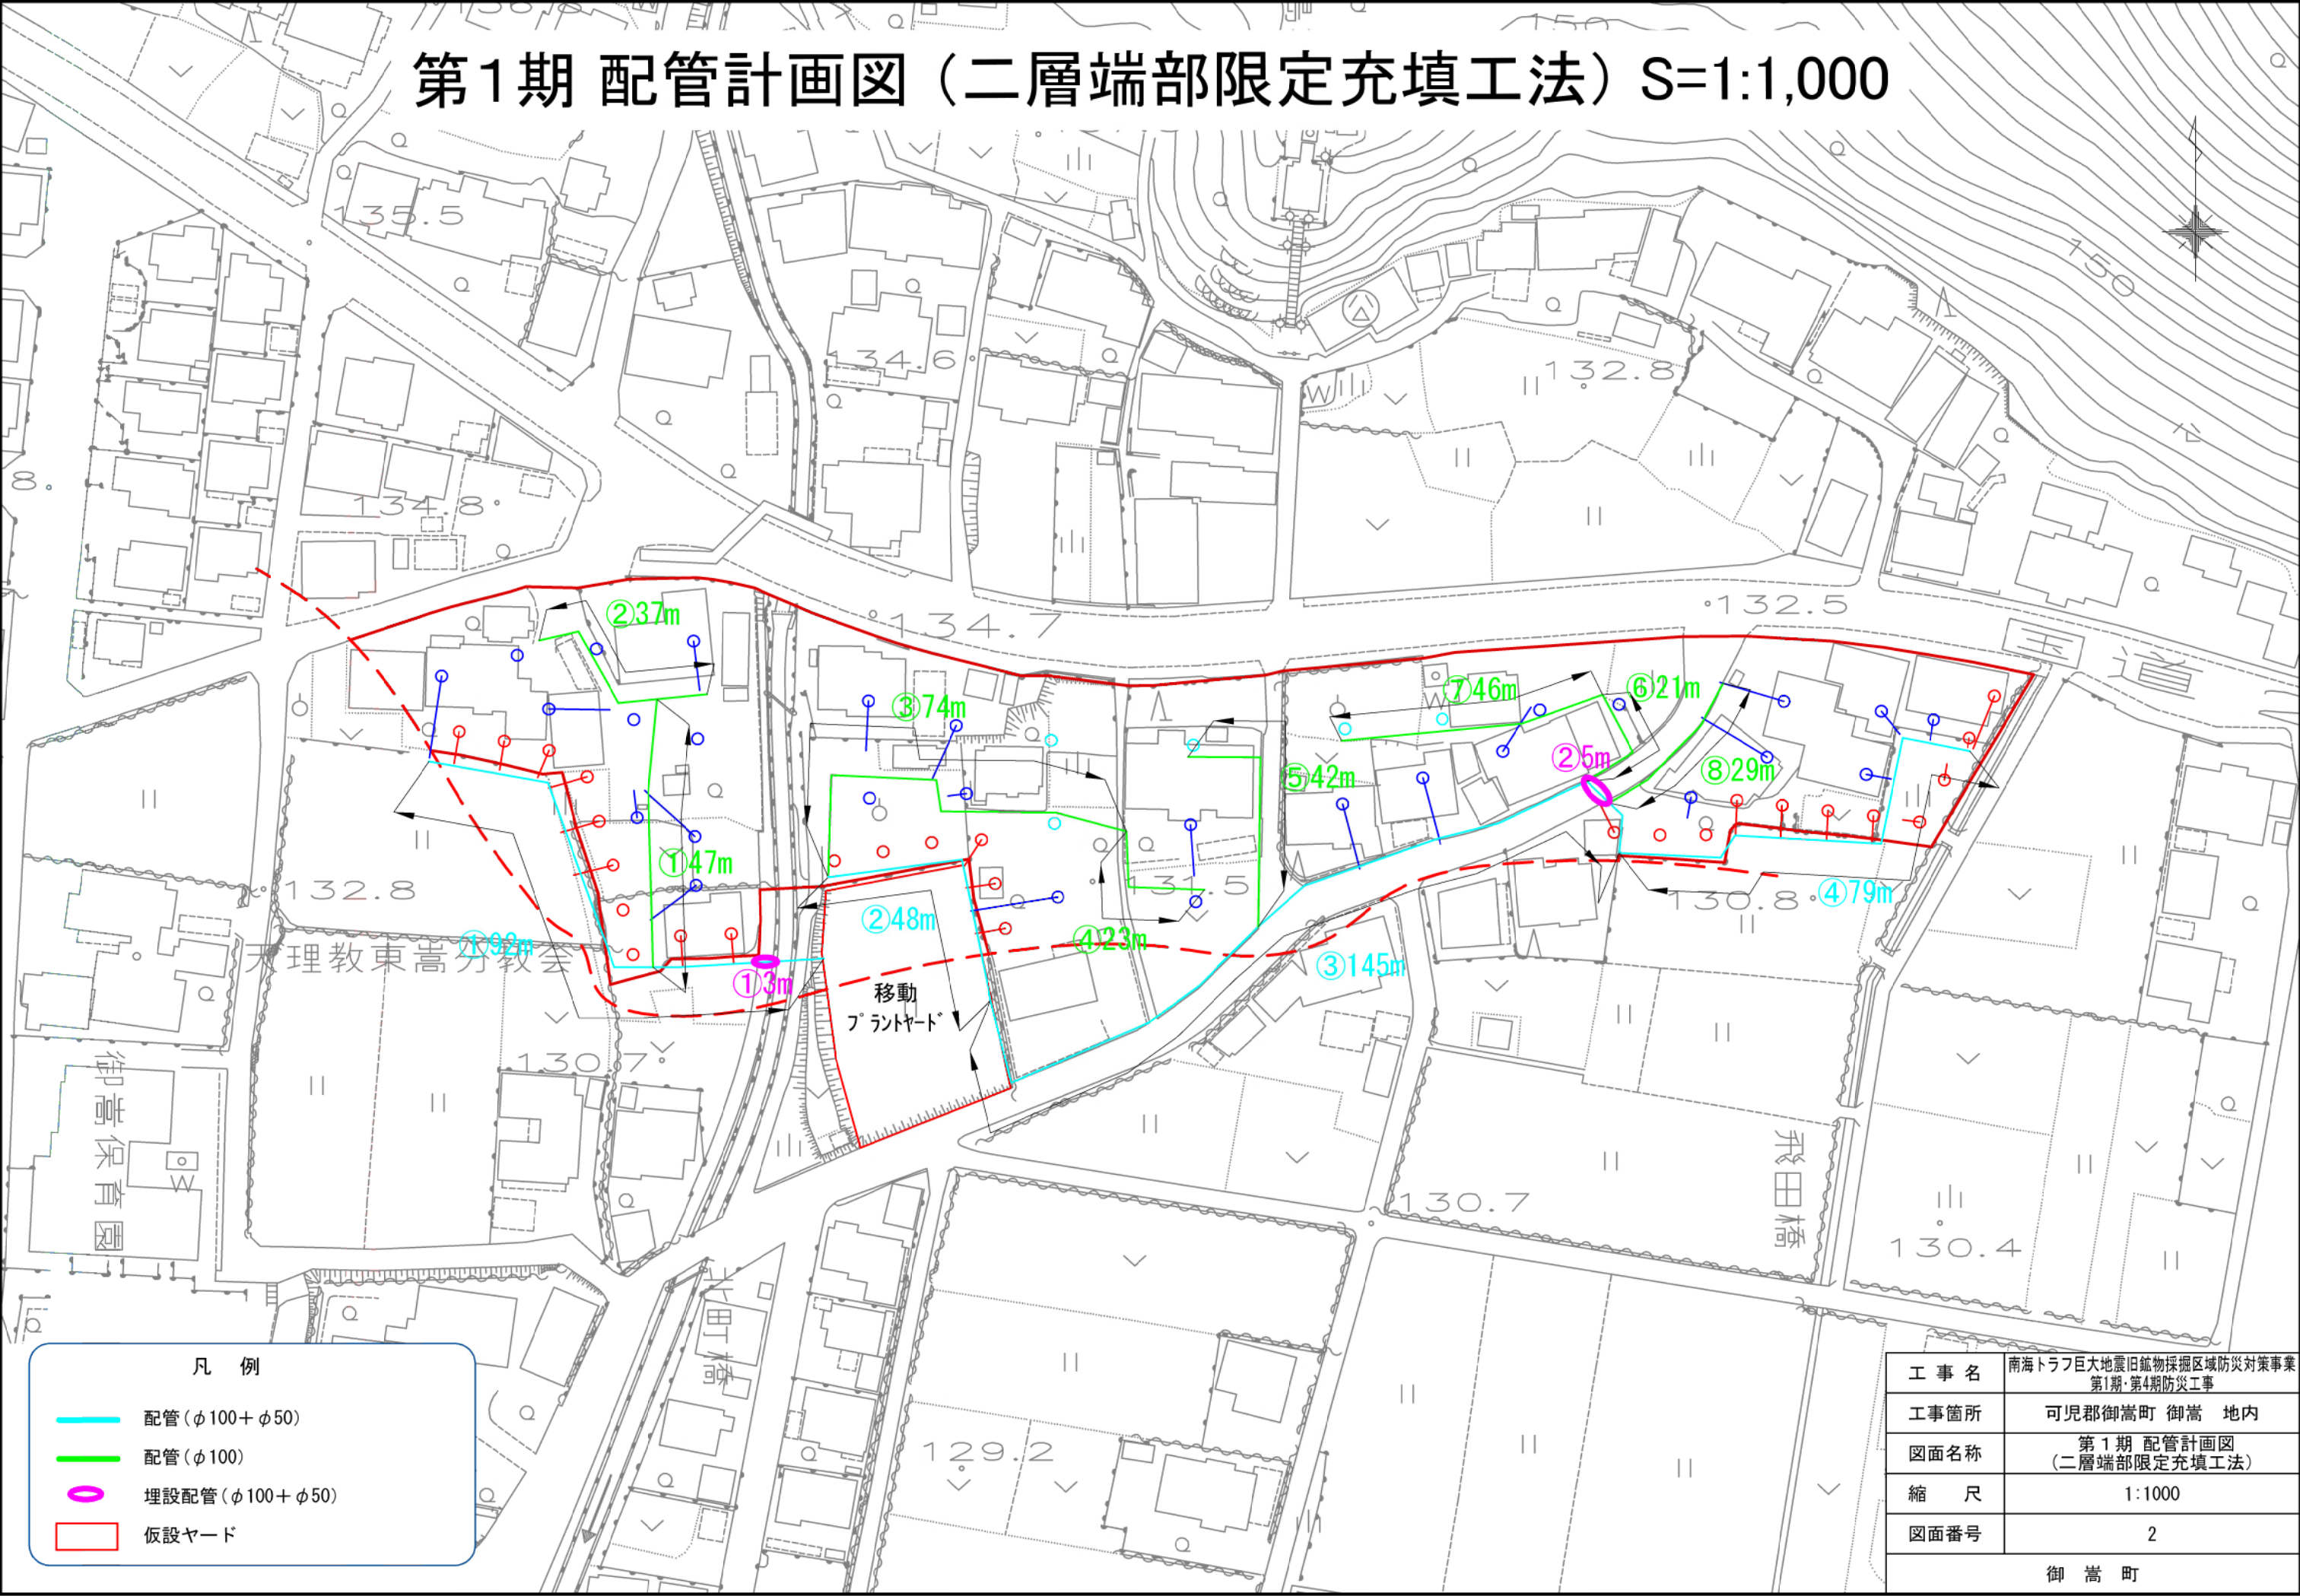 第1期 配管計画図（二層端部限定充填工法）S=1:1,000
135.5
134.6
150
132.8
134.8
134.7
132.5
②37m
③74m
⑦46m
⑥21m
②5m
⑤42m
⑧29m
①47m
132.8
131.5
②48m
130.8
④79m
①92m
天理教東嵩分教会
④23m
③145m
①3m
移動
プラントヤード
130.7
御嵩保育園
130.7
飛田橋
130.4
129.2
凡 例
配管(φ100＋φ50)
配管(φ100)
埋設配管(φ100＋φ50)
仮設ヤード
工 事 名
南海トラフ巨大地震旧鉱物採掘区域防災対策事業
第1期・第4期防災工事
工事箇所
可児郡御嵩町 御嵩 地内
図面名称
第１期 配管計画図
（二層端部限定充填工法）
縮 尺
1:1000
図面番号
2
御 嵩 町